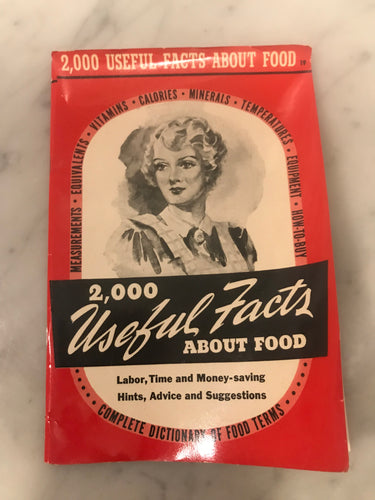 2,000 USEFUL FACTS ABOUT FOOD
MEASUREMENTS • EQUIVALENTS • VITAMINS • CALORIES • MINERALS • TEMPERATURES • EQUIPMENT • HOW-TO-BUY
2,000
Useful Facts
ABOUT FOOD
Labor, Time and Money-saving
Hints, Advice and Suggestions
COMPLETE DICTIONARY OF FOOD TERMS